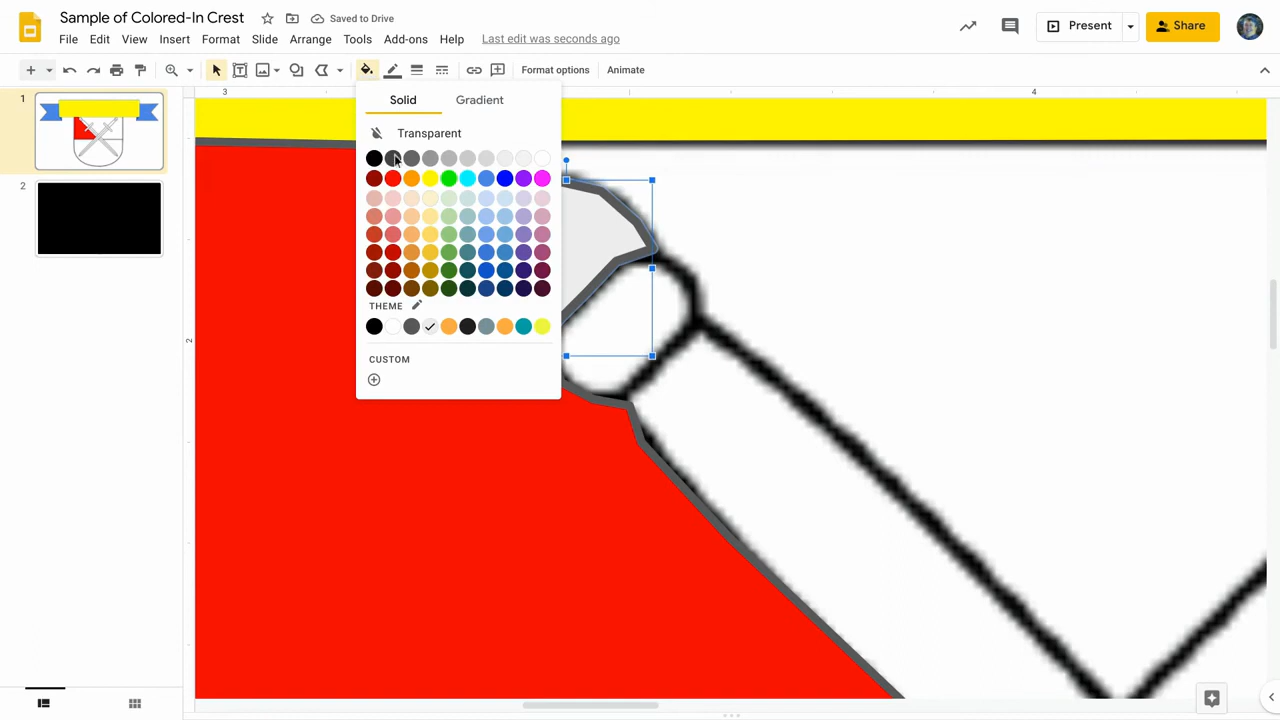 Sample of Colored-In Crest
Saved to Drive
File Edit View Insert Format Slide Arrange Tools Add-ons Help Last edit was seconds ago
Present
Share
Format options
Animate
3
4
2
1
2
Solid
Gradient
Transparent
THEME
CUSTOM